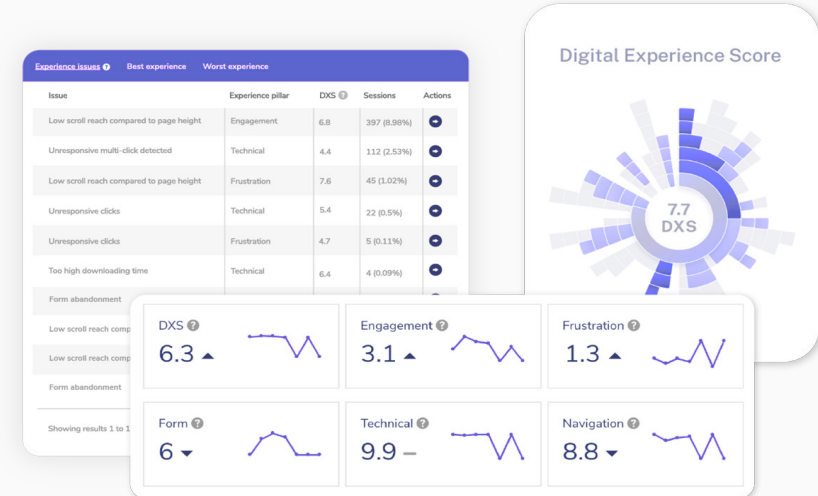 Digital Experience Score
7.7
DXS
Experience issues ? Best experience Worst experience
Issue Experience pillar DXS ? Sessions Actions
Low scroll reach compared to page height Engagement 6.8 397 (8.98%)
Unresponsive multi-click detected Technical 4.4 112 (2.53%)
Low scroll reach compared to page height Frustration 7.6 45 (1.02%)
Unresponsive clicks Technical 5.4 22 (0.5%)
Unresponsive clicks Frustration 4.7 5 (0.11%)
Too high downloading time Technical 6.4 4 (0.09%)
Form abandonment
Low scroll reach comp
Low scroll reach comp
Form abandonment
Showing results 1 to 1
DXS ? Engagement ? Frustration ?
6.3 3.1 1.3
Form ? Technical ? Navigation ?
6 9.9 8.8